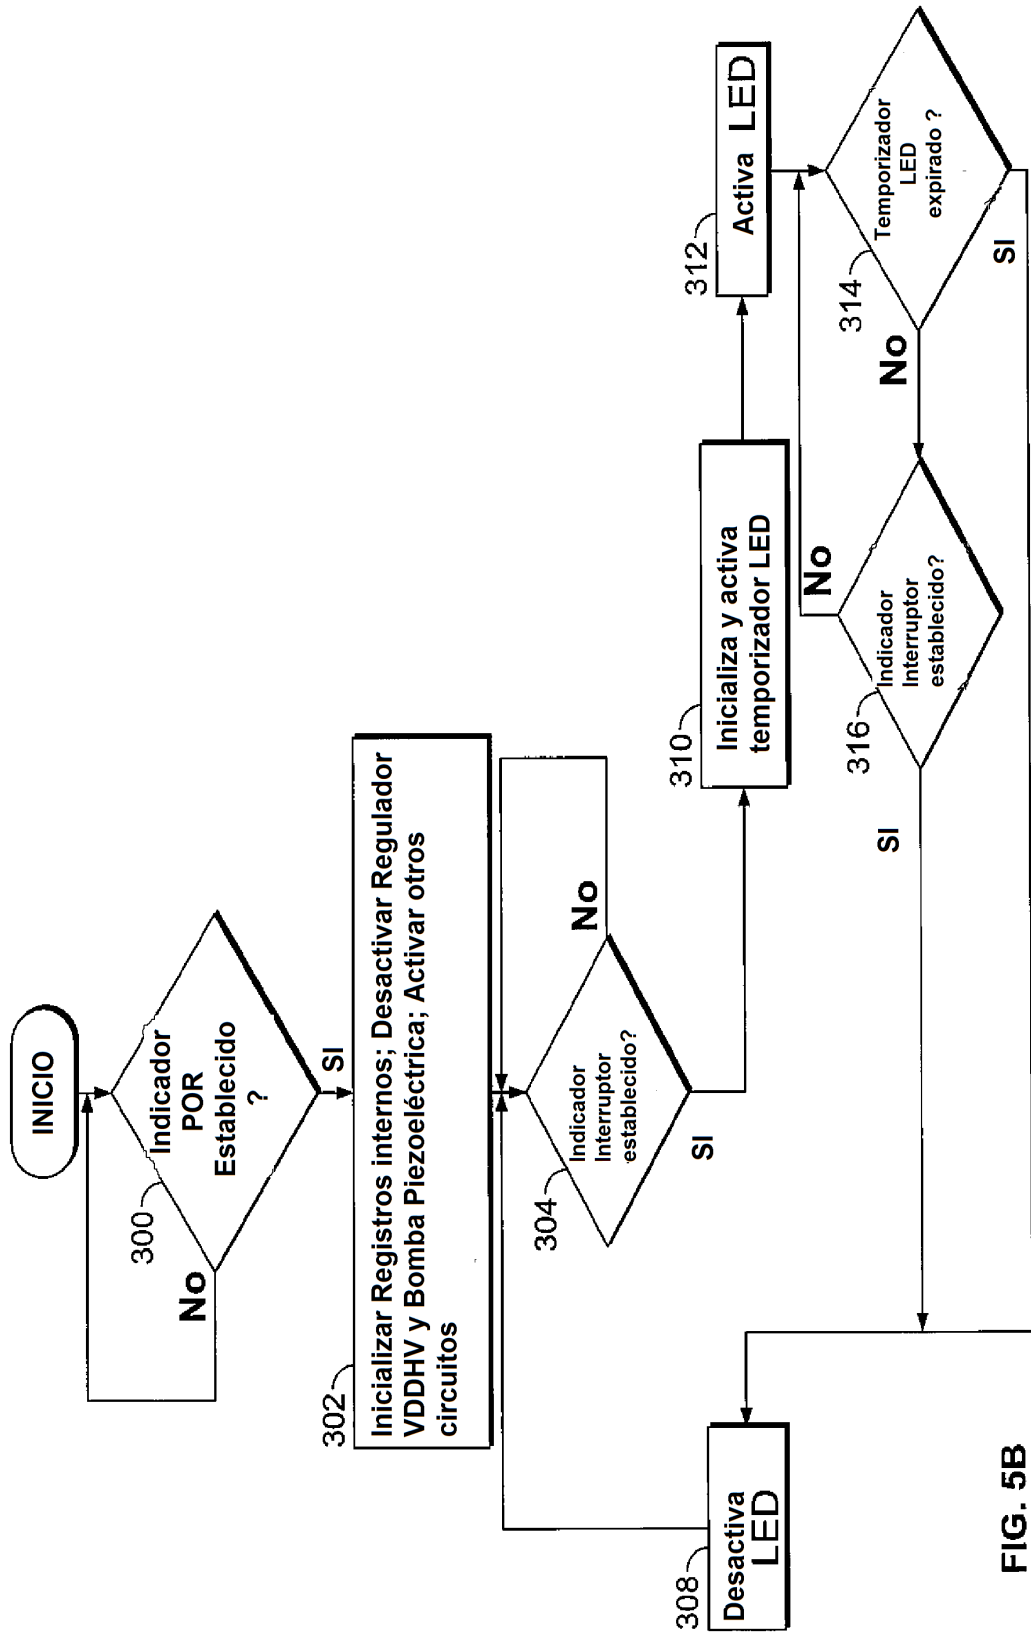 INICIO
300
Indicador
POR
Establecido
?
No
SI
302
Inicializar Registros internos; Desactivar Regulador
VDDHV y Bomba Piezoeléctrica; Activar otros
circuitos
304
Indicador
Interruptor
establecido?
No
SI
308
Desactiva
LED
310
Inicializa y activa
temporizador LED
312
Activa LED
314
Temporizador
LED
expirado ?
No
SI
316
Indicador
Interruptor
establecido?
No
SI
FIG. 5B